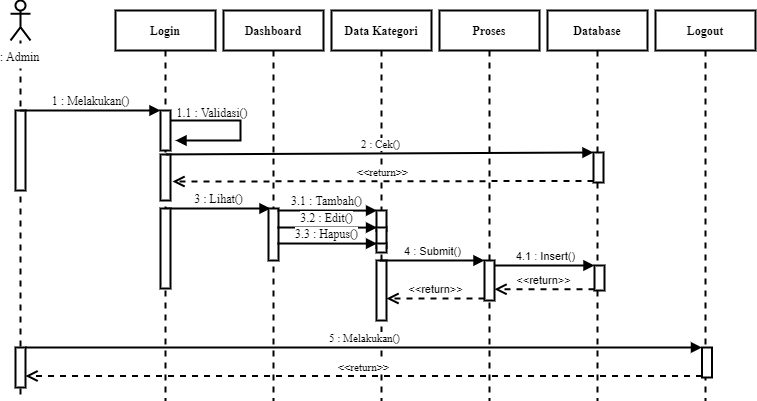 Login
Dashboard
Data Kategori
Proses
Database
Logout
: Admin
1 : Melakukan()
1.1 : Validasi()
2 : Cek()
<<return>>
3 : Lihat()
3.1 : Tambah()
3.2 : Edit()
3.3 : Hapus()
4 : Submit()
4.1 : Insert()
<<return>>
<<return>>
5 : Melakukan()
<<return>>